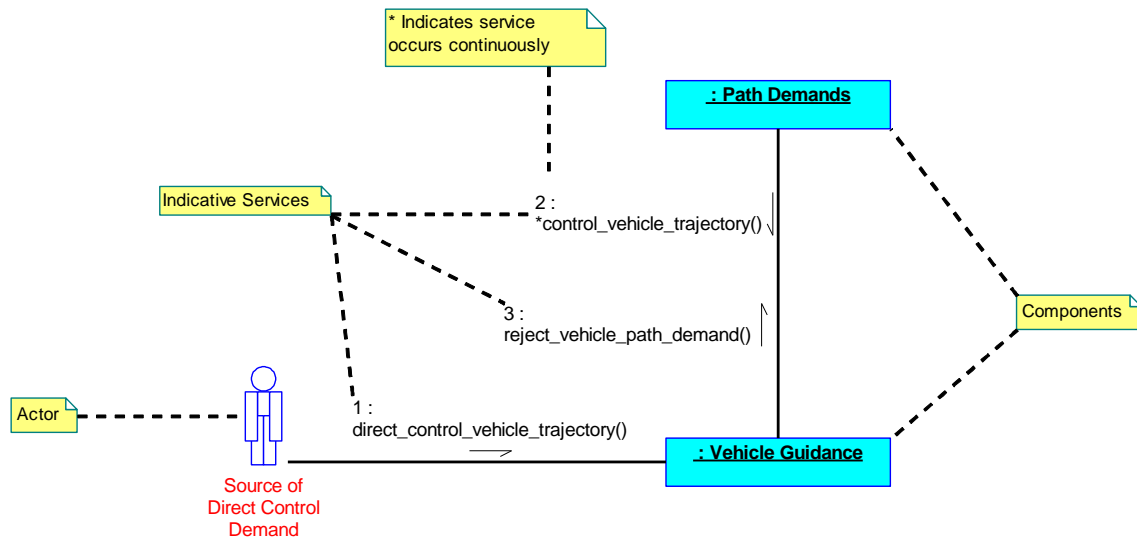 * Indicates service
occurs continuously
: Path Demands
Indicative Services
2 :
*control_vehicle_trajectory()
3 :
reject_vehicle_path_demand()
Components
Actor
1 :
direct_control_vehicle_trajectory()
: Vehicle Guidance
Source of
Direct Control
Demand